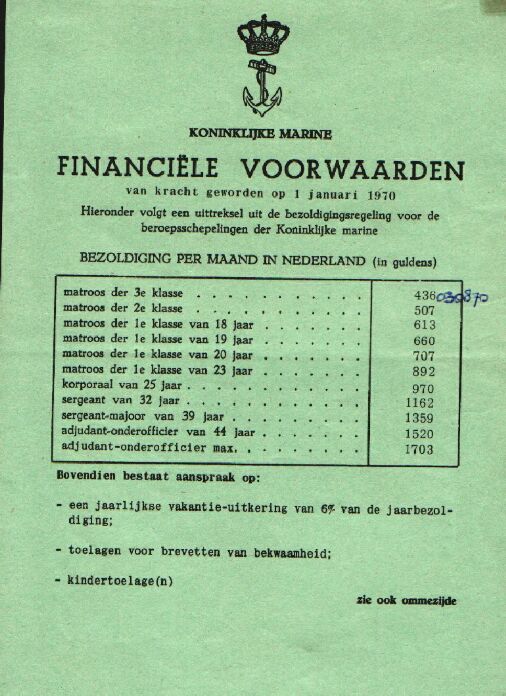 KONINKLIJKE MARINE
FINANCIËLE VOORWAARDEN
van kracht geworden op 1 januari 1970
Hieronder volgt een uittreksel uit de bezoldigingsregeling voor de
beroepsschepelingen der Koninklijke marine
BEZOLDIGING PER MAAND IN NEDERLAND (in guldens)
matroos der 3e klasse . . . . . . . . . . 436 030870
matroos der 2e klasse . . . . . . . . . . 507
matroos der 1e klasse van 18 jaar . . . . . . 613
matroos der 1e klasse van 19 jaar . . . . . . 660
matroos der 1e klasse van 20 jaar . . . . . . 707
matroos der 1e klasse van 23 jaar . . . . . . 892
korporaal van 25 jaar . . . . . . . . . . 970
sergeant van 32 jaar . . . . . . . . . . 1162
sergeant-majoor van 39 jaar . . . . . . . . 1359
adjudant-onderofficier van 44 jaar . . . . . . 1520
adjudant-onderofficier max. . . . . . . . . 1703
Bovendien bestaat aanspraak op:
- een jaarlijkse vakantie-uitkering van 6% van de jaarbezol-
diging;
- toelagen voor brevetten van bekwaamheid;
- kindertoelage(n)
zie ook ommezijde